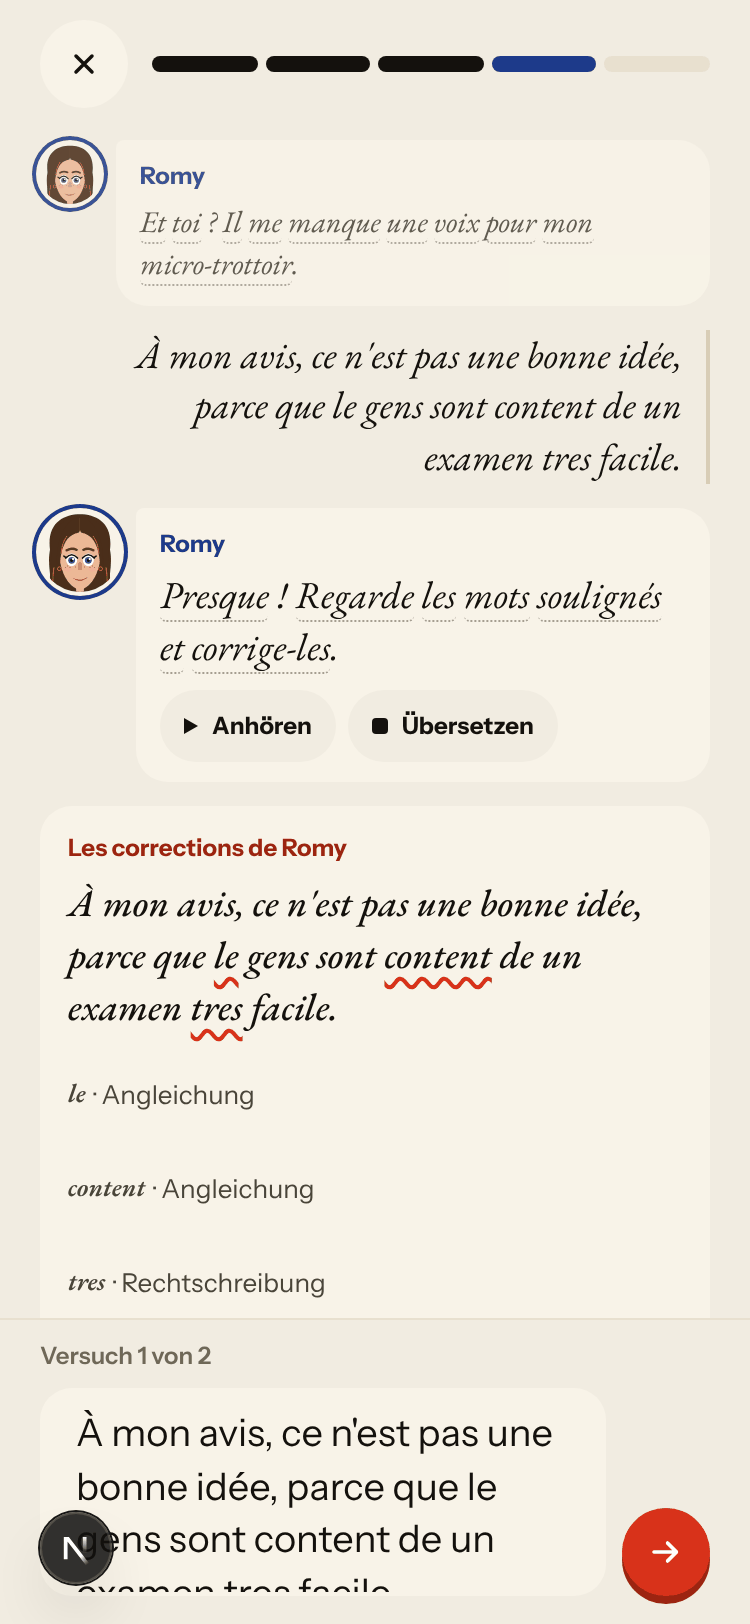 Romy
Et toi ? Il me manque une voix pour mon
micro-trottoir.
À mon avis, ce n'est pas une bonne idée,
parce que le gens sont content de un
examen tres facile.
Romy
Presque ! Regarde les mots soulignés
et corrige-les.
Anhören
Übersetzen
Les corrections de Romy
À mon avis, ce n'est pas une bonne idée,
parce que le gens sont content de un
examen tres facile.
le · Angleichung
content · Angleichung
tres · Rechtschreibung
Versuch 1 von 2
À mon avis, ce n'est pas une
bonne idée, parce que le
gens sont content de un
examen tres facile.
N